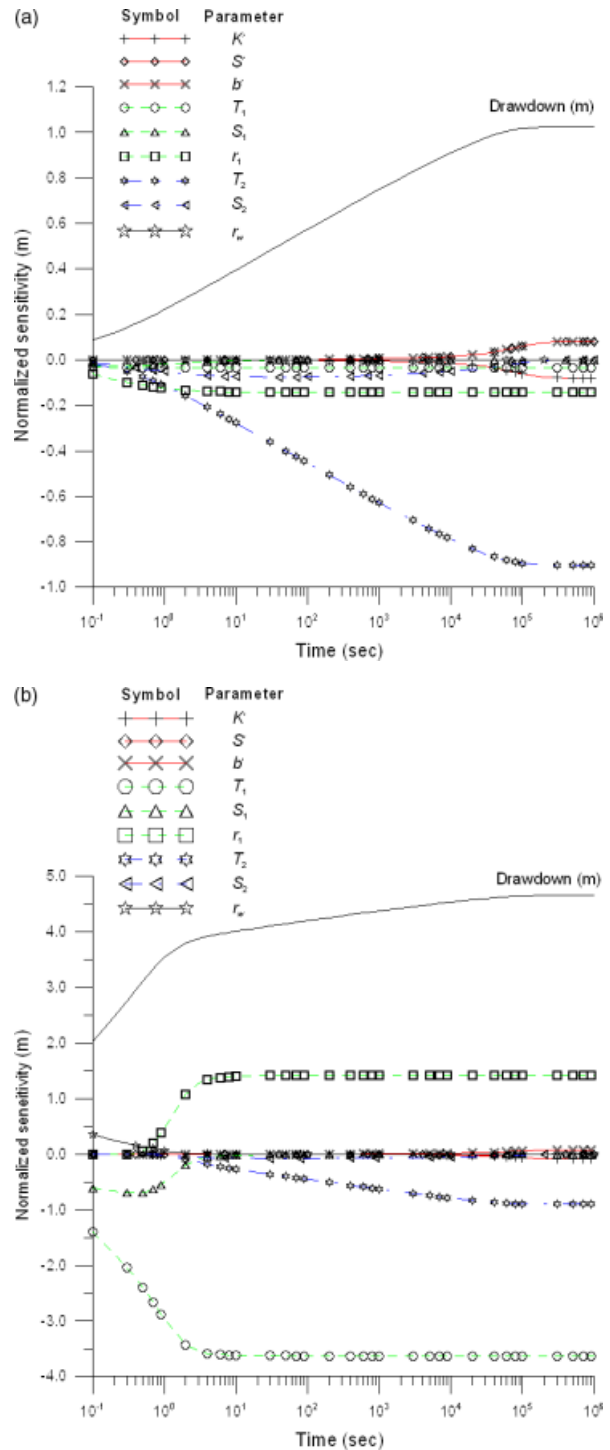 (a)
Symbol Parameter
K'
S'
b'
T₁
S₁
r₁
T₂
S₂
r_w
1.2
1.0
0.8
0.6
0.4
0.2
0.0
-0.2
-0.4
-0.6
-0.8
-1.0
Normalized sensitivity (m)
Drawdown (m)
10⁻¹ 10⁰ 10¹ 10² 10³ 10⁴ 10⁵ 10⁶
Time (sec)
(b)
Symbol Parameter
K'
S'
b'
T₁
S₁
r₁
T₂
S₂
r_w
5.0
4.0
3.0
2.0
1.0
0.0
-1.0
-2.0
-3.0
-4.0
Normalized seneitivity (m)
Drawdown (m)
10⁻¹ 10⁰ 10¹ 10² 10³ 10⁴ 10⁵ 10⁶
Time (sec)